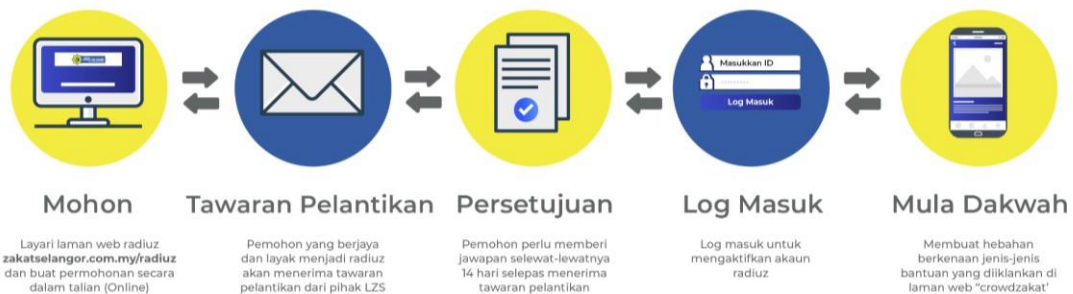 Masukkan ID
Log Masuk
Mohon
Layari laman web radiuz
zakatselangor.com.my/radiuz
dan buat permohonan secara
dalam talian (Online)
Tawaran Pelantikan
Pemohon yang berjaya
dan layak menjadi radiuz
akan menerima tawaran
pelantikan dari pihak LZS
Persetujuan
Pemohon perlu memberi
jawapan selewat-lewatnya
14 hari selepas menerima
tawaran pelantikan
Log Masuk
Log masuk untuk
mengaktifkan akaun
radiuz
Mula Dakwah
Membuat hebahan
berkenaan jenis-jenis
bantuan yang diiklankan di
laman web "crowdzakat'